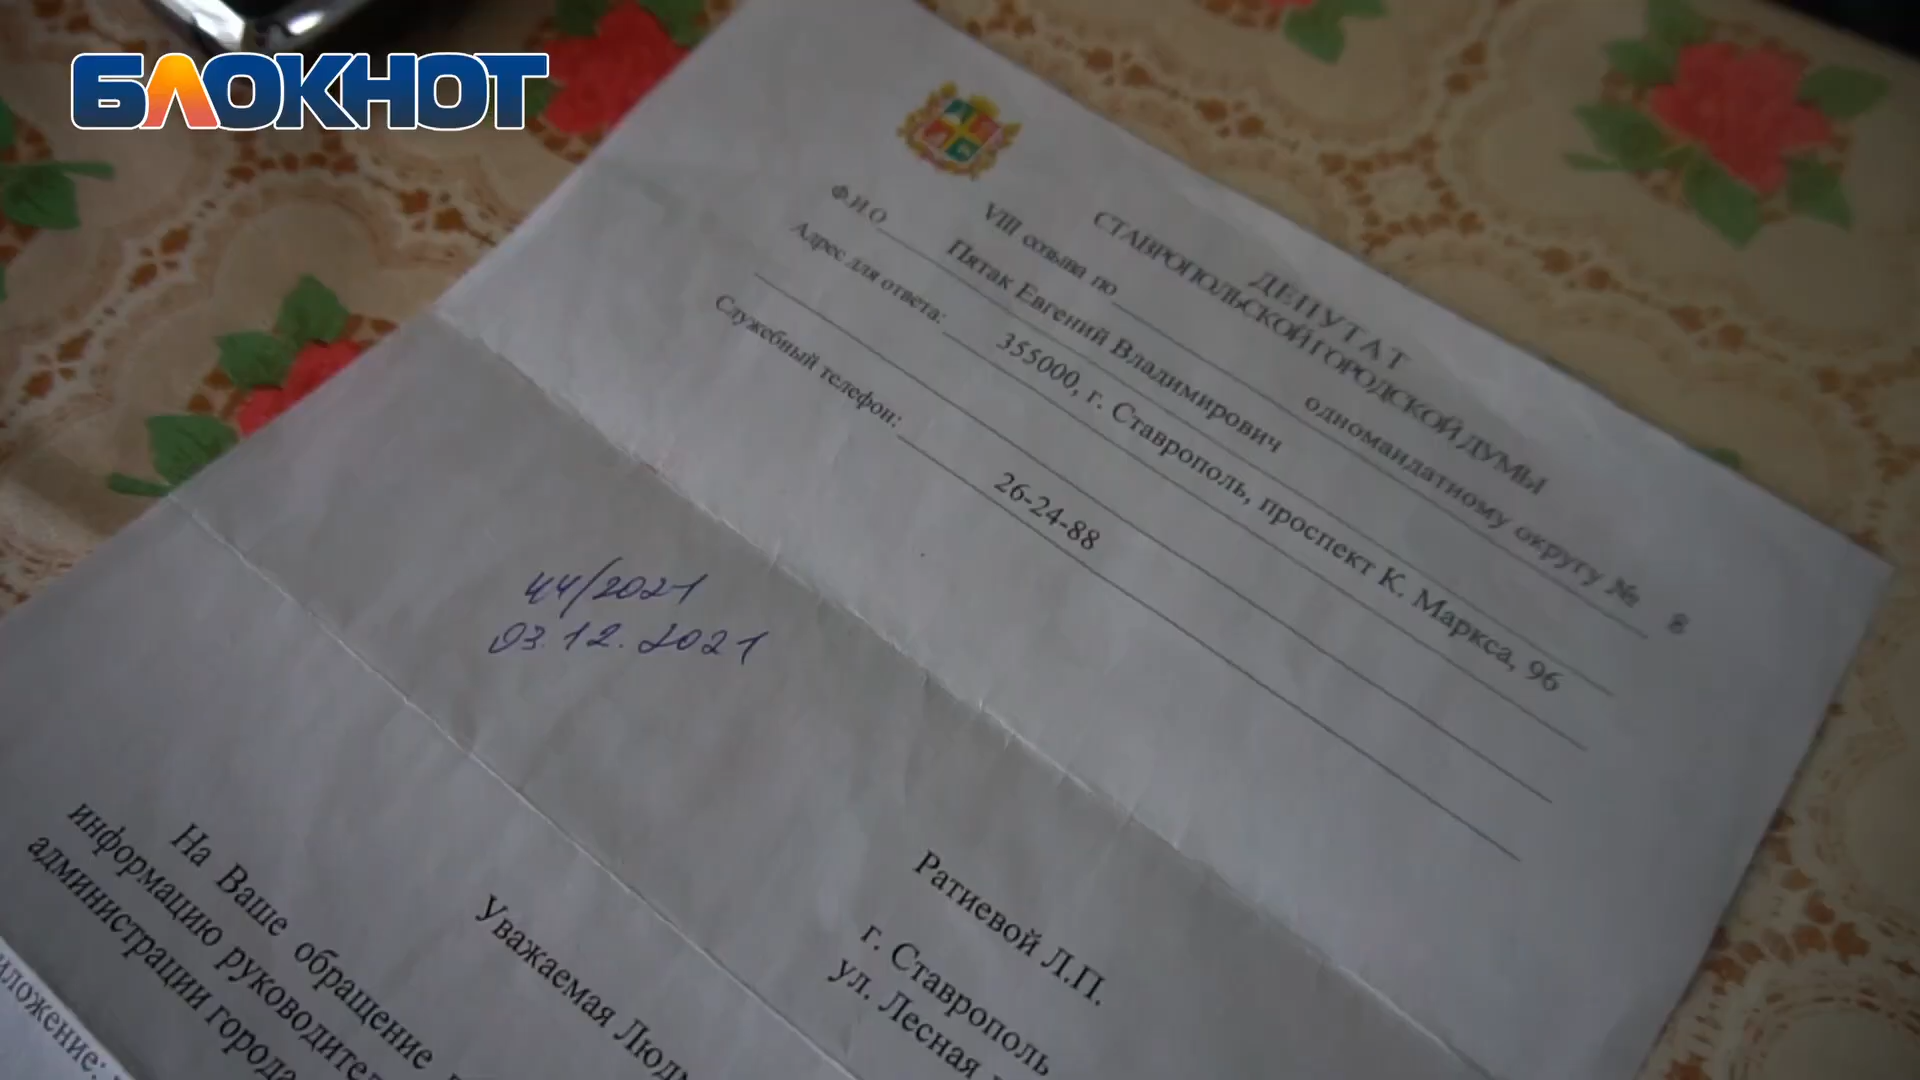 БЛОКНОТ
ДЕПУТАТ
СТАВРОПОЛЬСКОЙ ГОРОДСКОЙ ДУМЫ
VIII созыва по одномандатному округу № 8
Ф.И О Пятак Евгений Владимирович
Адрес для ответа: 355000, г. Ставрополь, проспект К. Маркса, 96
Служебный телефон: 26-24-88
44/2021
03.12.2021
Ратиевой Л.П.
г. Ставрополь
ул. Лесная
Уважаемая
На Ваше обращение
информацию
администрации города